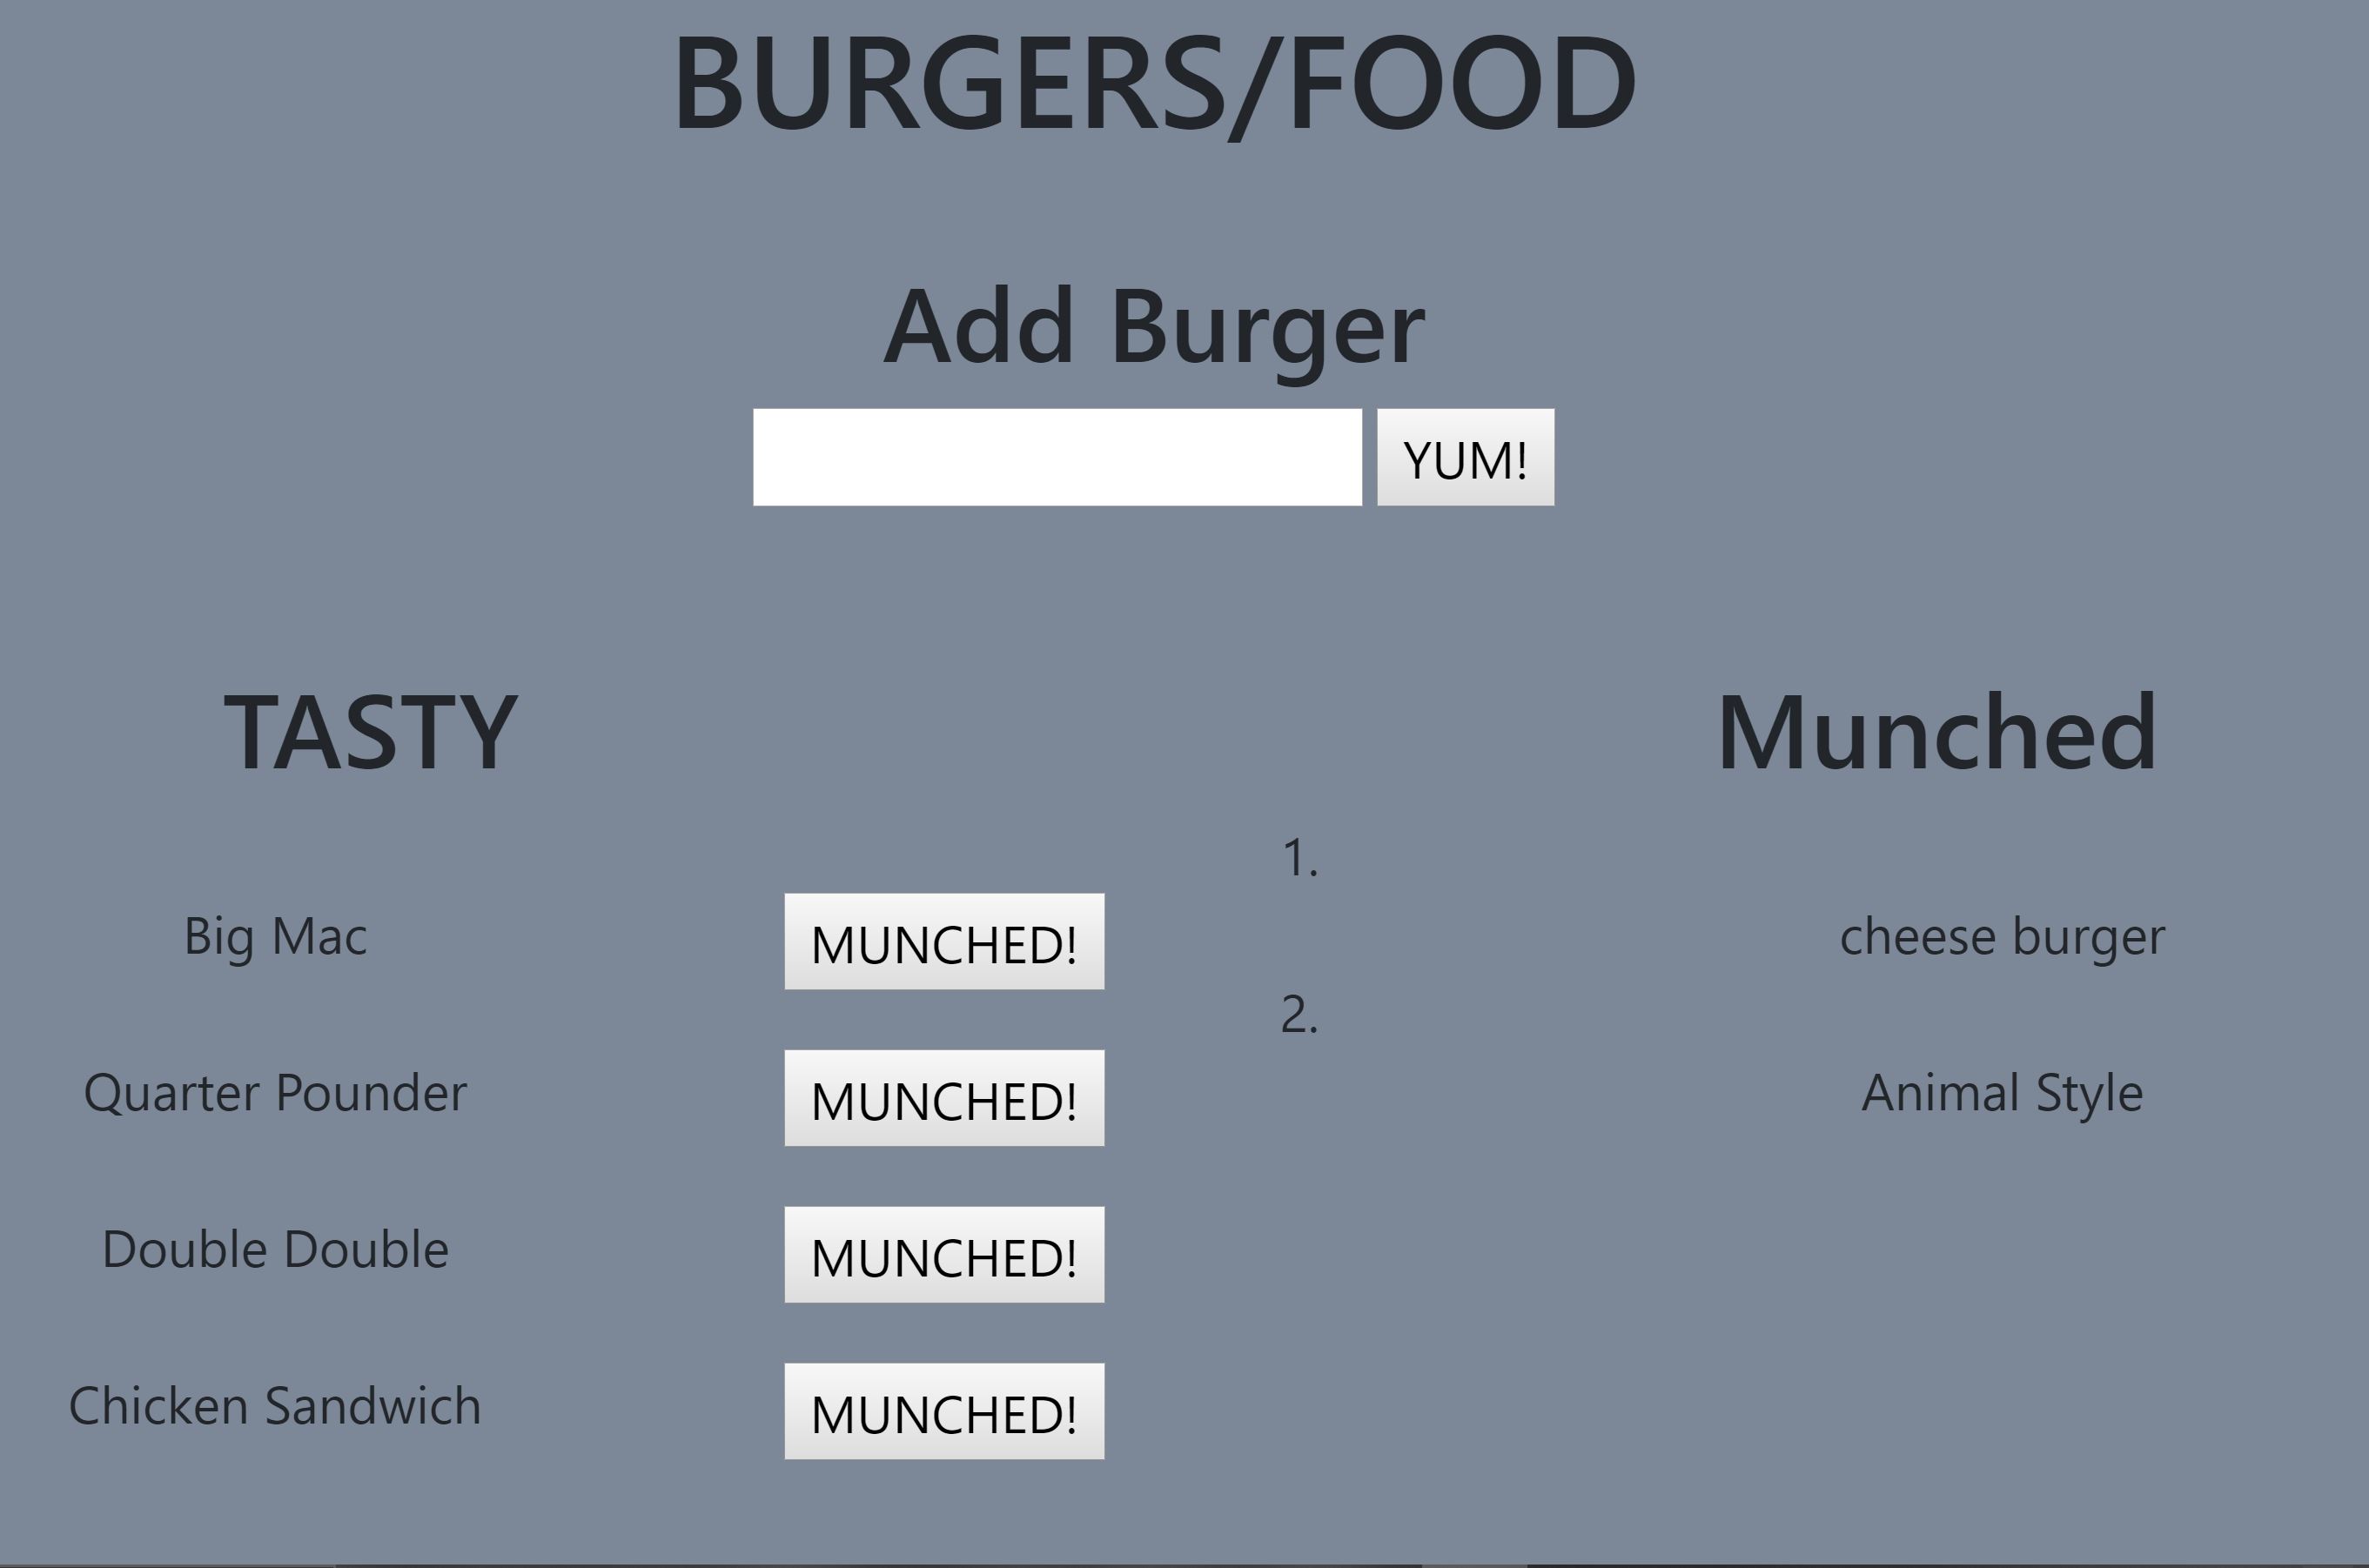 BURGERS/FOOD
Add Burger
YUM!
TASTY
Munched
1.
Big Mac
MUNCHED!
cheese burger
2.
Quarter Pounder
MUNCHED!
Animal Style
Double Double
MUNCHED!
Chicken Sandwich
MUNCHED!